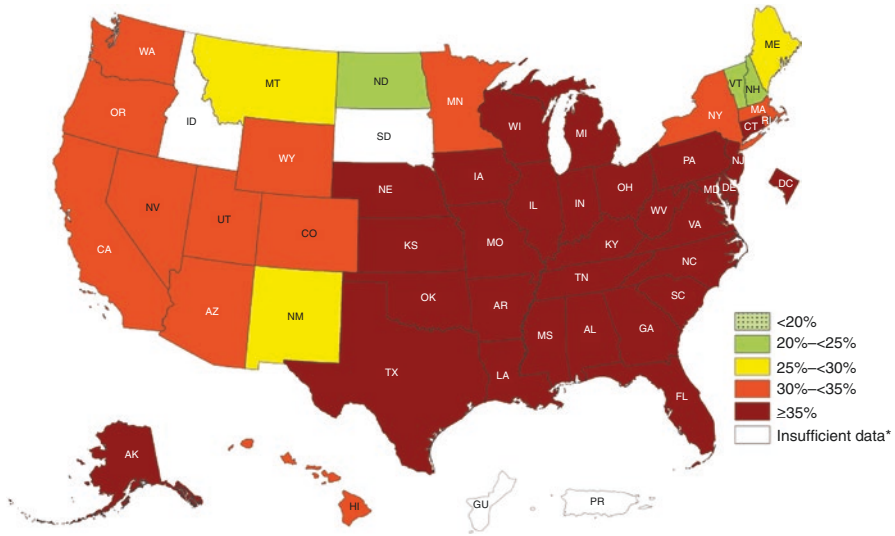 WA
MT
ND
MN
ME
VT
NH
OR
ID
SD
WI
MI
NY
MA
CT
RI
WY
NE
IA
PA
NJ
NV
UT
CO
IL
IN
OH
MD
DE
DC
CA
KS
MO
WV
VA
KY
AZ
NM
OK
AR
TN
NC
SC
TX
LA
MS
AL
GA
FL
<20%
20%–<25%
25%–<30%
30%–<35%
≥35%
Insufficient data*
AK
HI
GU
PR